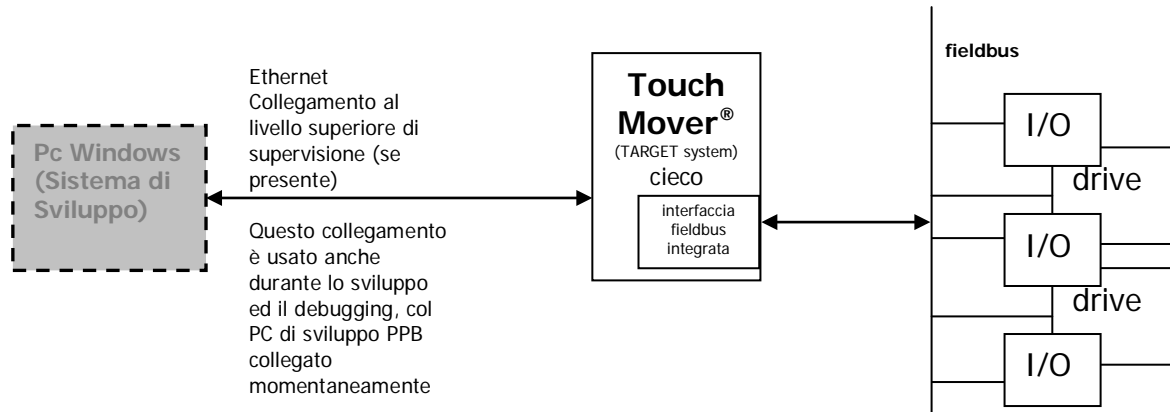 Pc Windows
(Sistema di
Sviluppo)
Ethernet
Collegamento al
livello superiore di
supervisione (se
presente)
Questo collegamento
è usato anche
durante lo sviluppo
ed il debugging, col
PC di sviluppo PPB
collegato
momentaneamente
Touch
Mover®
(TARGET system)
cieco
interfaccia
fieldbus
integrata
fieldbus
I/O
drive
I/O
drive
I/O